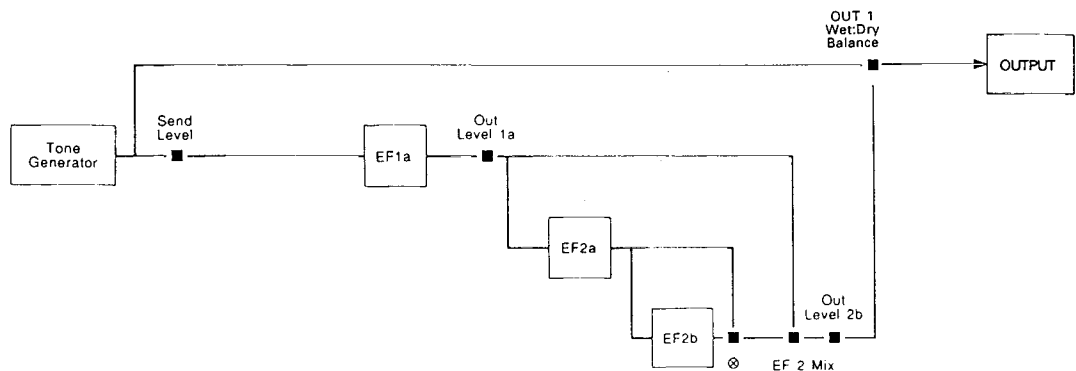 OUT 1
Wet:Dry
Balance
OUTPUT
Send
Level
Out
Level 1a
Tone
Generator
EF1a
EF2a
Out
Level 2b
EF2b
⊗
EF 2 Mix